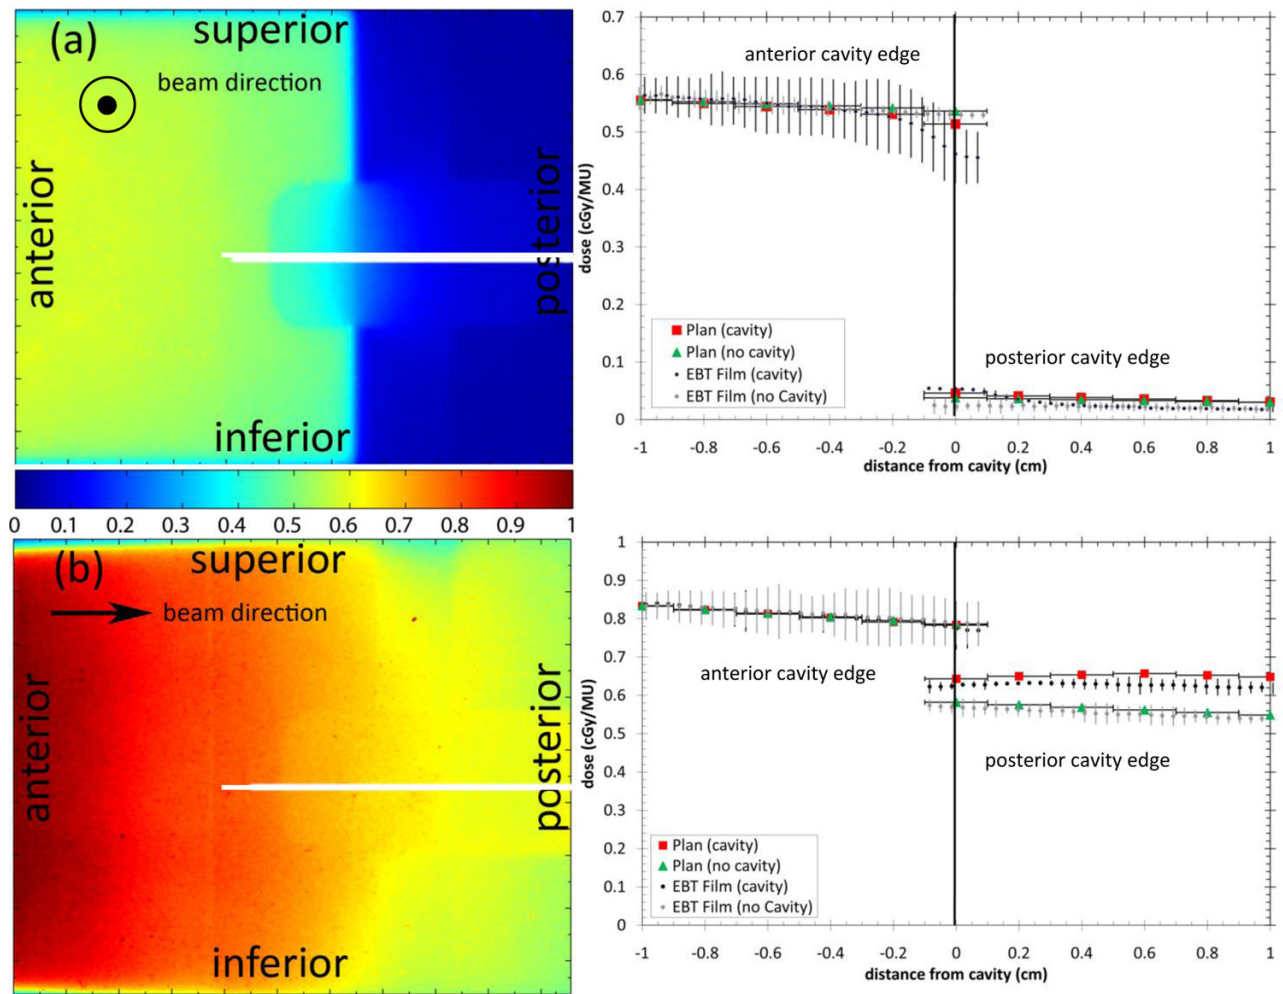 (a)
superior
beam direction
anterior
posterior
inferior
0 0.1 0.2 0.3 0.4 0.5 0.6 0.7 0.8 0.9 1
0.7
0.6
0.5
0.4
0.3
0.2
0.1
0
dose (cGy/MU)
anterior cavity edge
posterior cavity edge
Plan (cavity)
Plan (no cavity)
EBT Film (cavity)
EBT Film (no Cavity)
-1 -0.8 -0.6 -0.4 -0.2 0 0.2 0.4 0.6 0.8 1
distance from cavity (cm)
(b)
superior
beam direction
anterior
posterior
inferior
1
0.9
0.8
0.7
0.6
0.5
0.4
0.3
0.2
0.1
0
dose (cGy/MU)
anterior cavity edge
posterior cavity edge
Plan (cavity)
Plan (no cavity)
EBT Film (cavity)
EBT Film (no Cavity)
-1 -0.8 -0.6 -0.4 -0.2 0 0.2 0.4 0.6 0.8 1
distance from cavity (cm)